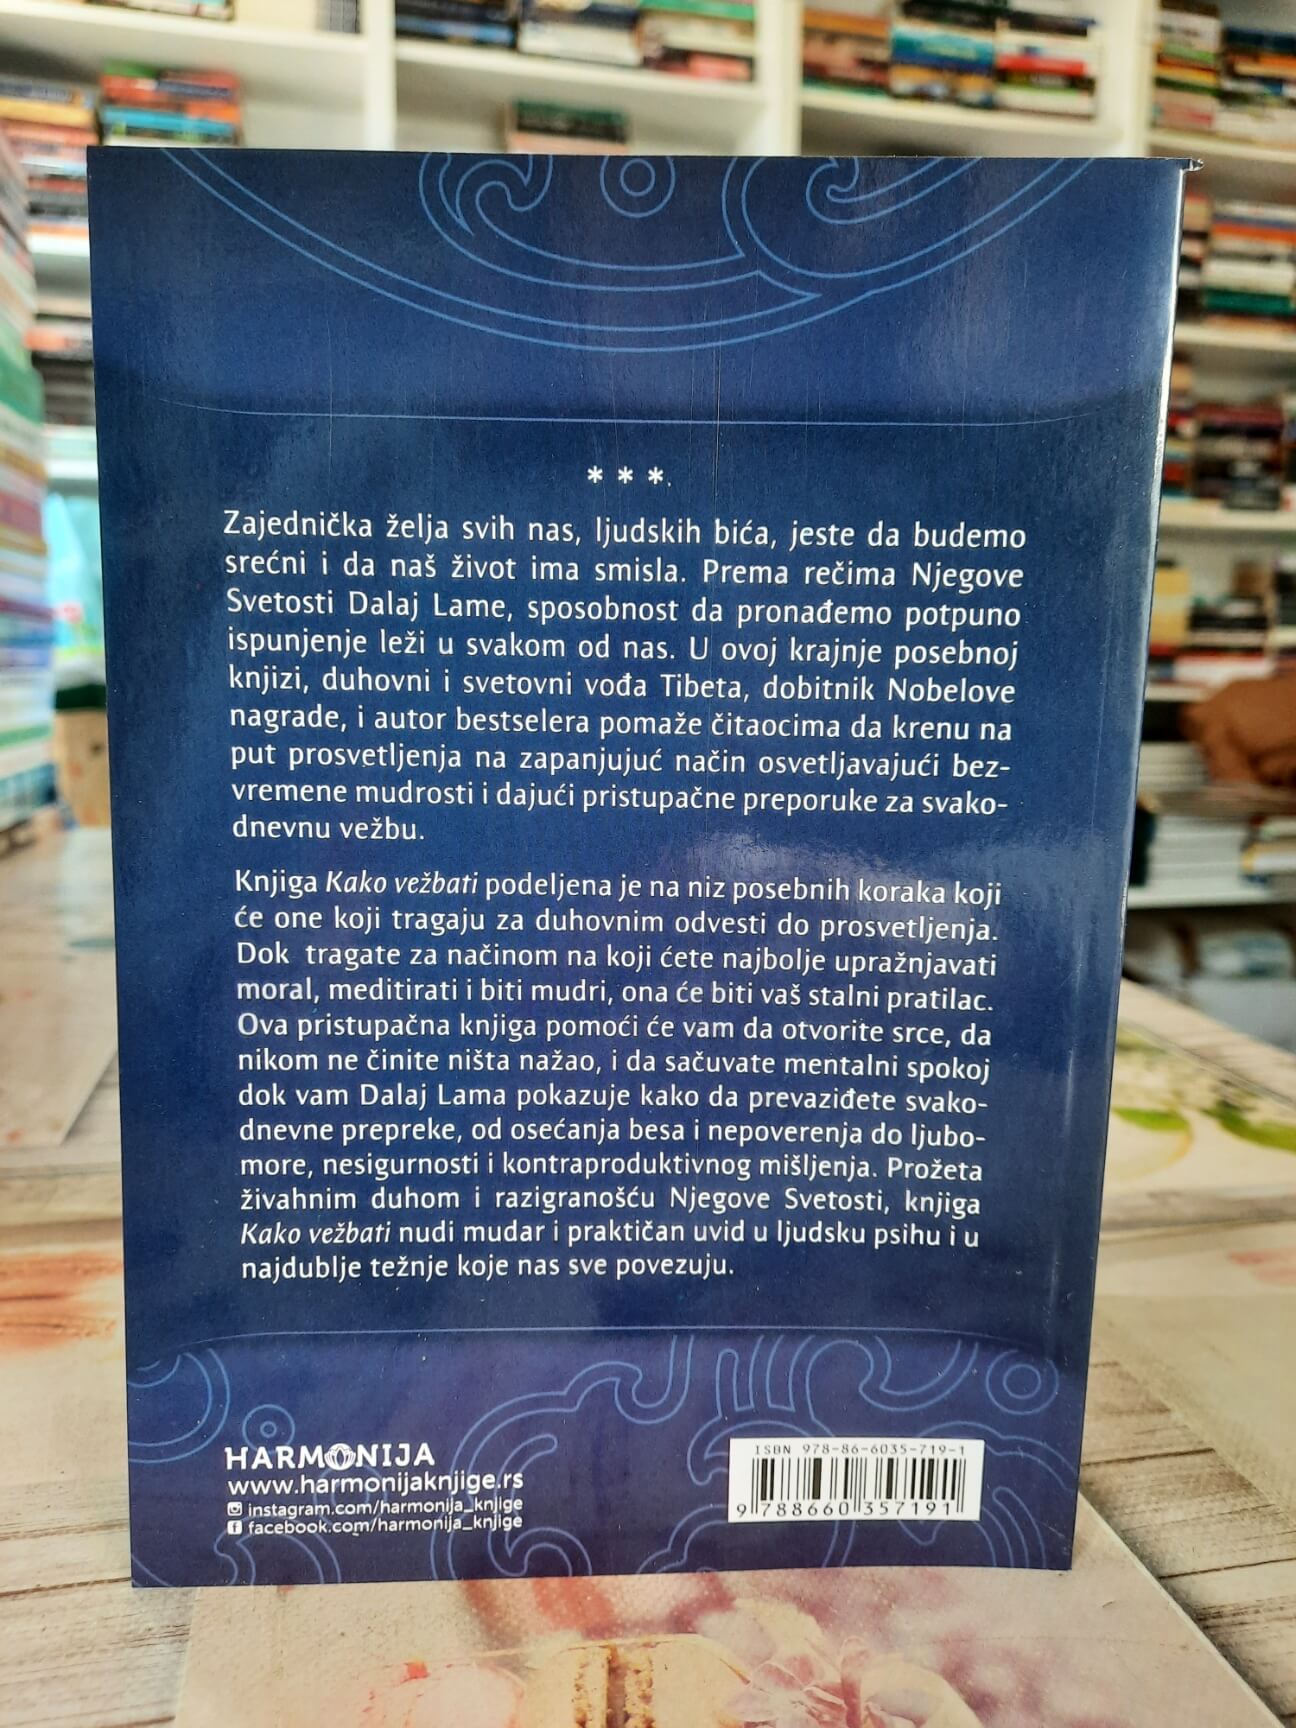 * * *
Zajednička želja svih nas, ljudskih bića, jeste da budemo
srećni i da naš život ima smisla. Prema rečima Njegove
Svetosti Dalaj Lame, sposobnost da pronađemo potpuno
ispunjenje leži u svakom od nas. U ovoj krajnje posebnoj
knjizi, duhovni i svetovni vođa Tibeta, dobitnik Nobelove
nagrade, i autor bestselera pomaže čitaocima da krenu na
put prosvetljenja na zapanjujuć način osvetljavajući bez-
vremene mudrosti i dajući pristupačne preporuke za svako-
dnevnu vežbu.
Knjiga Kako vežbati podeljena je na niz posebnih koraka koji
će one koji tragaju za duhovnim odvesti do prosvetljenja.
Dok tragate za načinom na koji ćete najbolje upražnjavati
moral, meditirati i biti mudri, ona će biti vaš stalni pratilac.
Ova pristupačna knjiga pomoći će vam da otvorite srce, da
nikom ne činite ništa nažao, i da sačuvate mentalni spokoj
dok vam Dalaj Lama pokazuje kako da prevaziđete svako-
dnevne prepreke, od osećanja besa i nepoverenja do ljubo-
more, nesigurnosti i kontraproduktivnog mišljenja. Prožeta
živahnim duhom i razigranošću Njegove Svetosti, knjiga
Kako vežbati nudi mudar i praktičan uvid u ljudsku psihu i u
najdublje težnje koje nas sve povezuju.
HARMONIJA
www.harmonijaknjige.rs
instagram.com/harmonija_knjige
facebook.com/harmonija_knjige
ISBN 978-86-6035-719-1
9 788660 357191